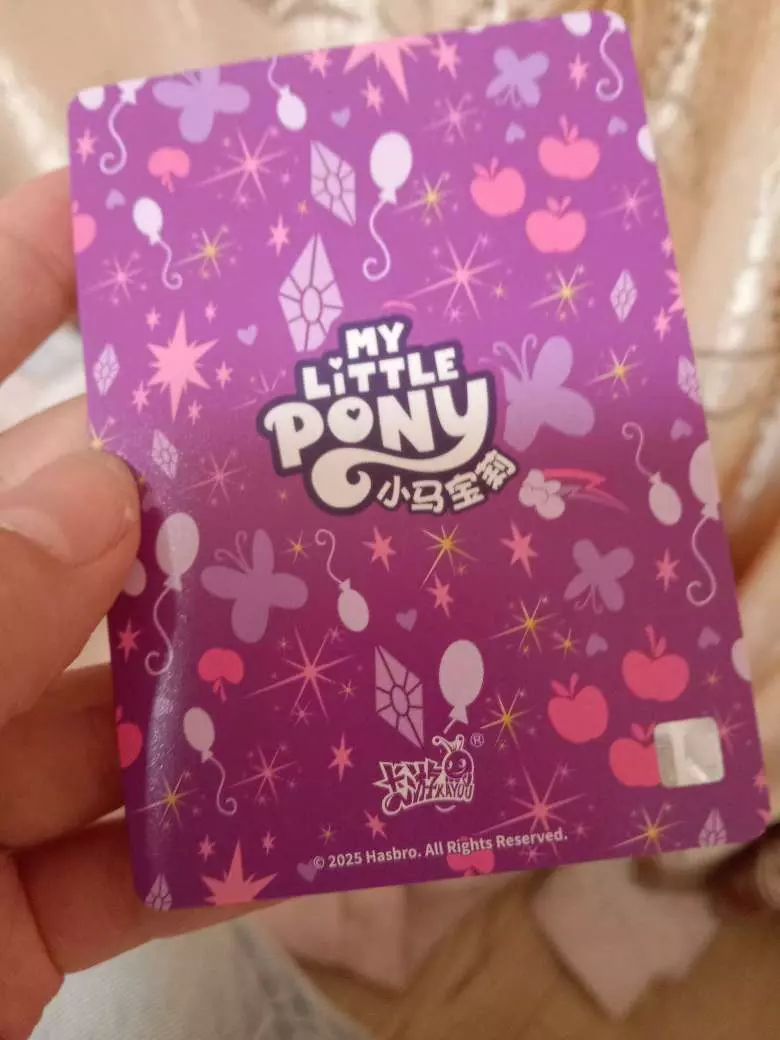 MY
LiTTLE
PONY
小马宝莉
卡游®
KAYOU
© 2025 Hasbro. All Rights Reserved.